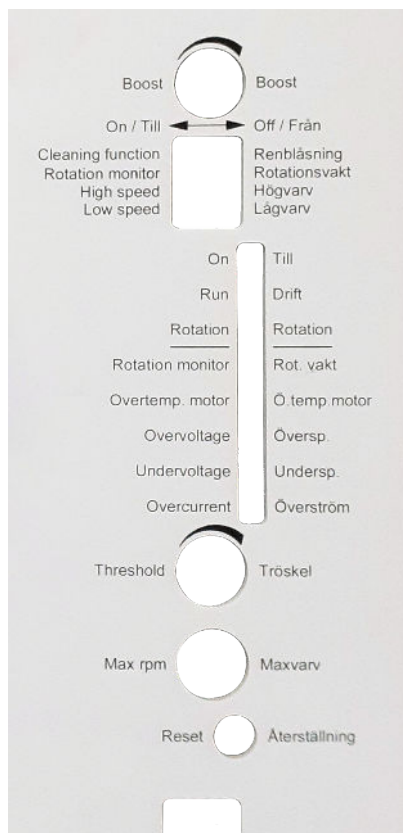 Boost Boost
On / Till Off / Från
Cleaning function Renblåsning
Rotation monitor Rotationsvakt
High speed Högvarv
Low speed Lågvarv
On Till
Run Drift
Rotation Rotation
Rotation monitor Rot. vakt
Overtemp. motor Ö.temp.motor
Overvoltage Översp.
Undervoltage Undersp.
Overcurrent Överström
Threshold Tröskel
Max rpm Maxvarv
Reset Återställning